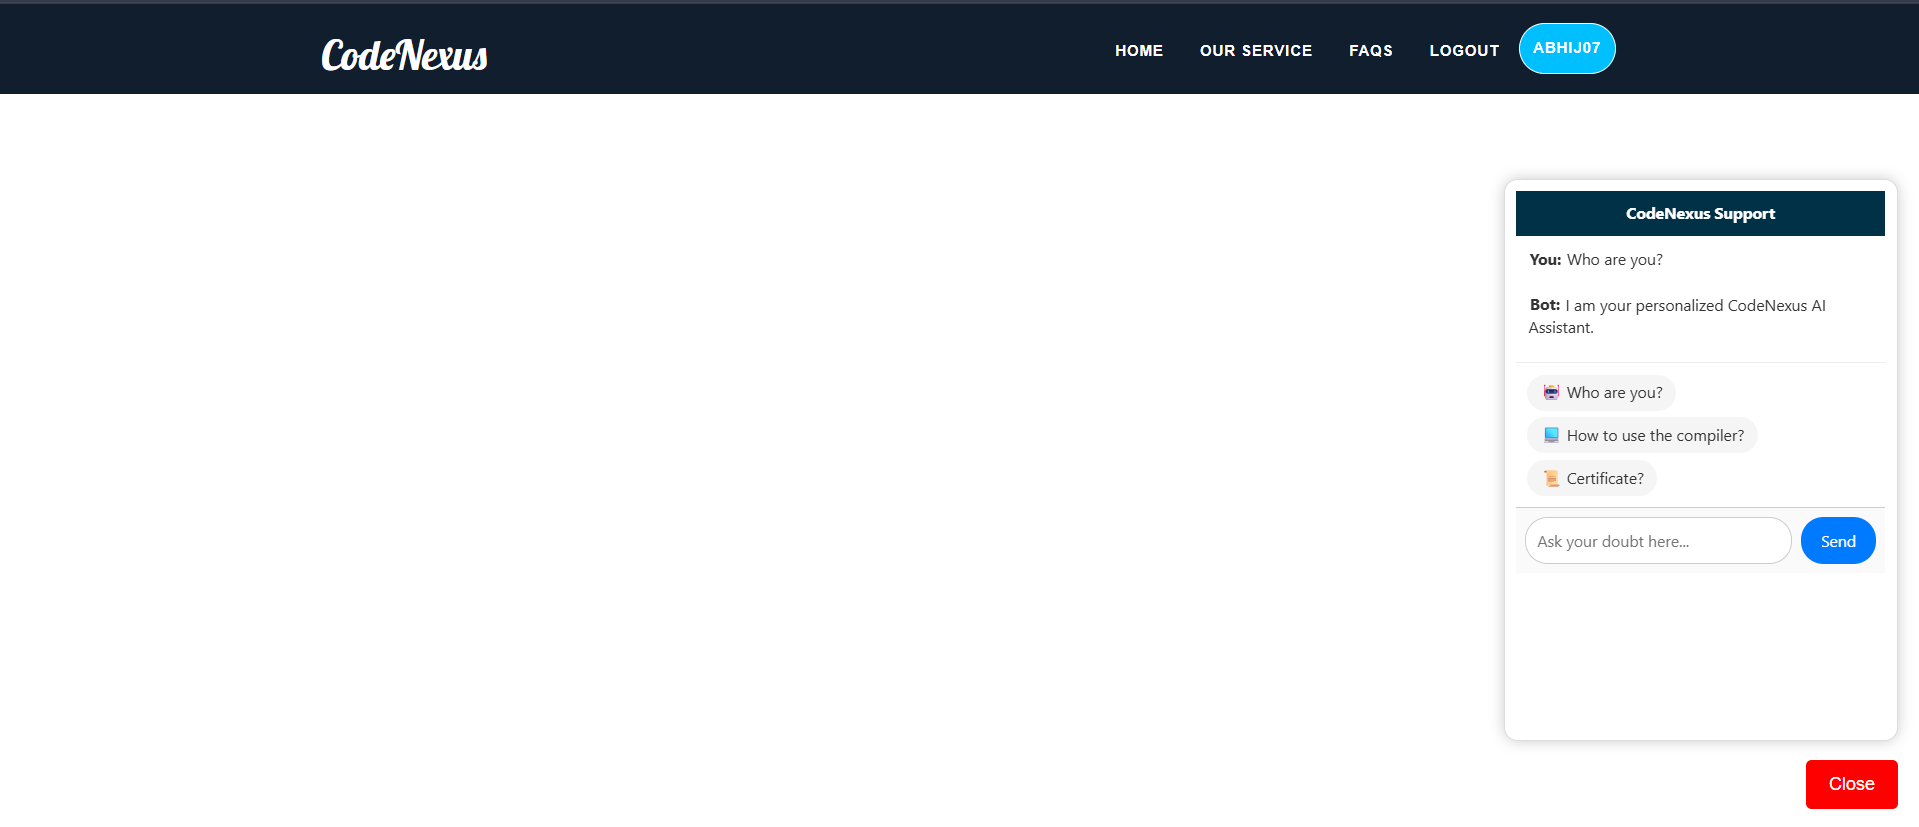 CodeNexus
HOME
OUR SERVICE
FAQS
LOGOUT
ABHIJ07
CodeNexus Support
You: Who are you?
Bot: I am your personalized CodeNexus AI
Assistant.
Who are you?
How to use the compiler?
Certificate?
Ask your doubt here...
Send
Close